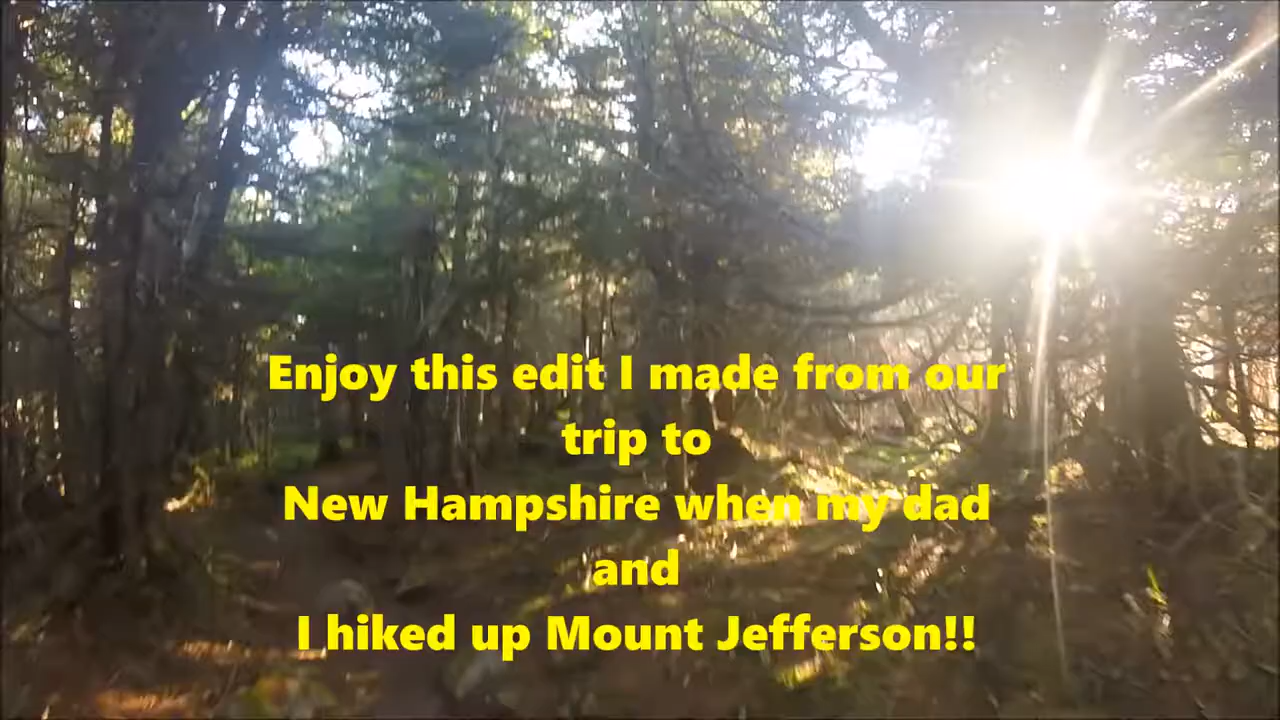 Enjoy this edit I made from our
trip to
New Hampshire when my dad
and
I hiked up Mount Jefferson!!